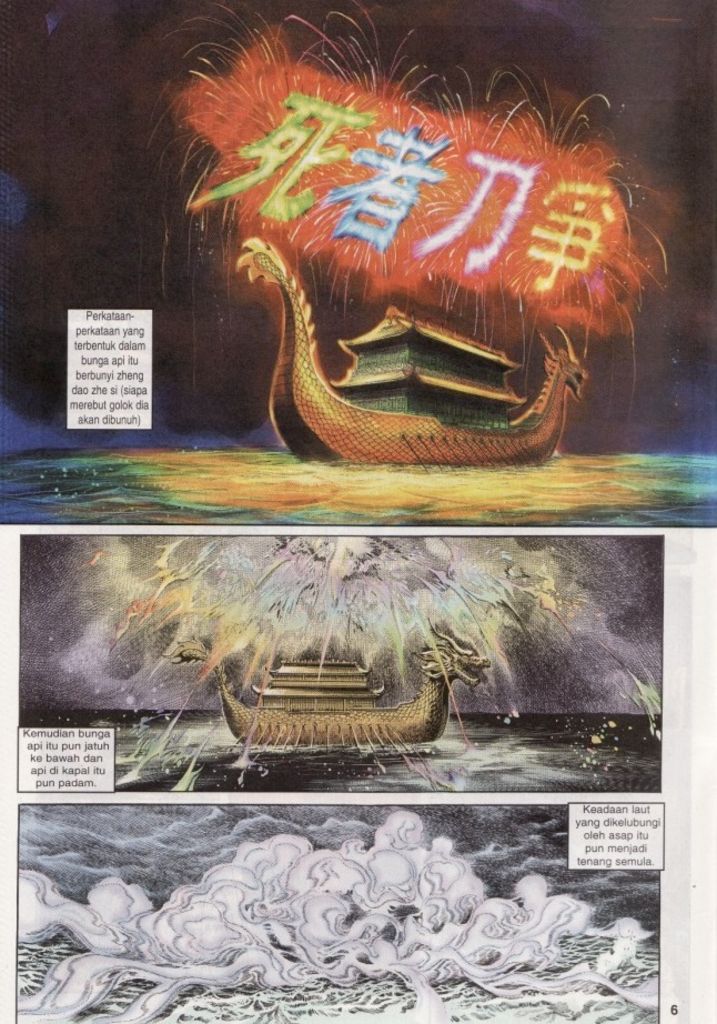 死者刀爭
Perkataan-
perkataan yang
terbentuk dalam
bunga api itu
berbunyi zheng
dao zhe si (siapa
merebut golok dia
akan dibunuh)
Kemudian bunga
api itu pun jatuh
ke bawah dan
api di kapal itu
pun padam.
Keadaan laut
yang dikelubungi
oleh asap itu
pun menjadi
tenang semula.
6